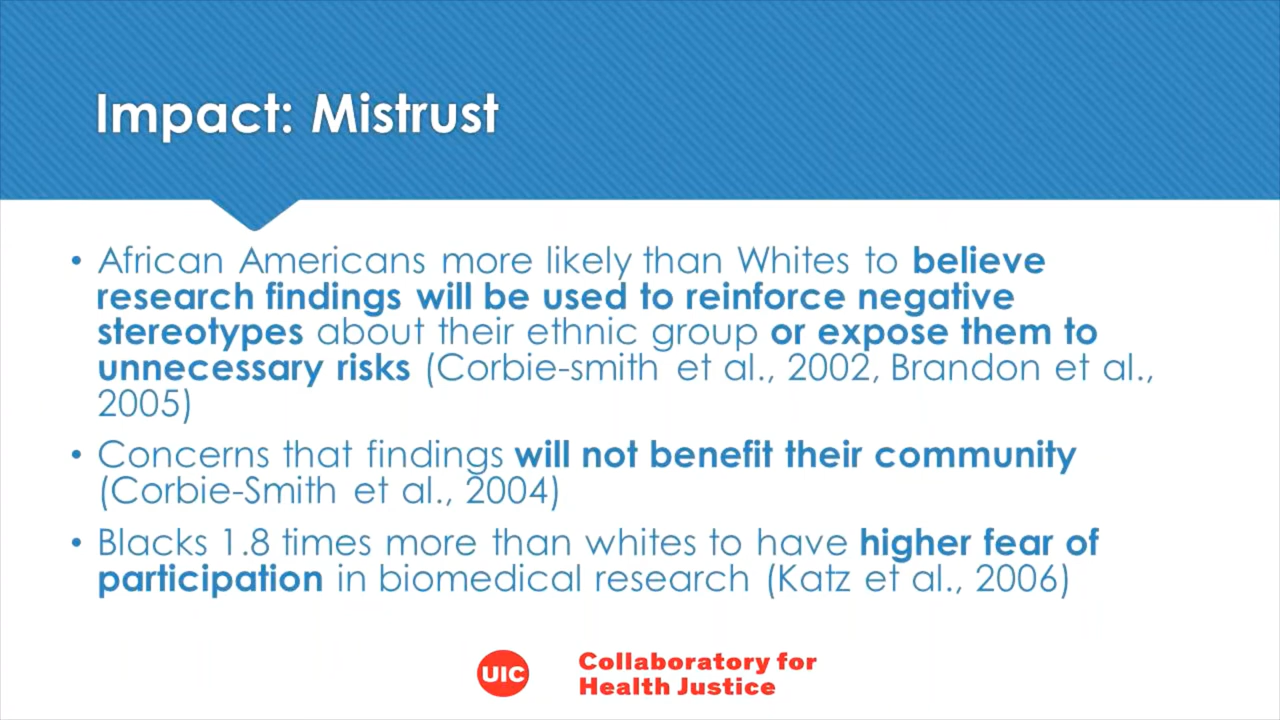 Impact: Mistrust
• African Americans more likely than Whites to believe
research findings will be used to reinforce negative
stereotypes about their ethnic group or expose them to
unnecessary risks (Corbie-smith et al., 2002, Brandon et al.,
2005)
• Concerns that findings will not benefit their community
(Corbie-Smith et al., 2004)
• Blacks 1.8 times more than whites to have higher fear of
participation in biomedical research (Katz et al., 2006)
UIC
Collaboratory for
Health Justice